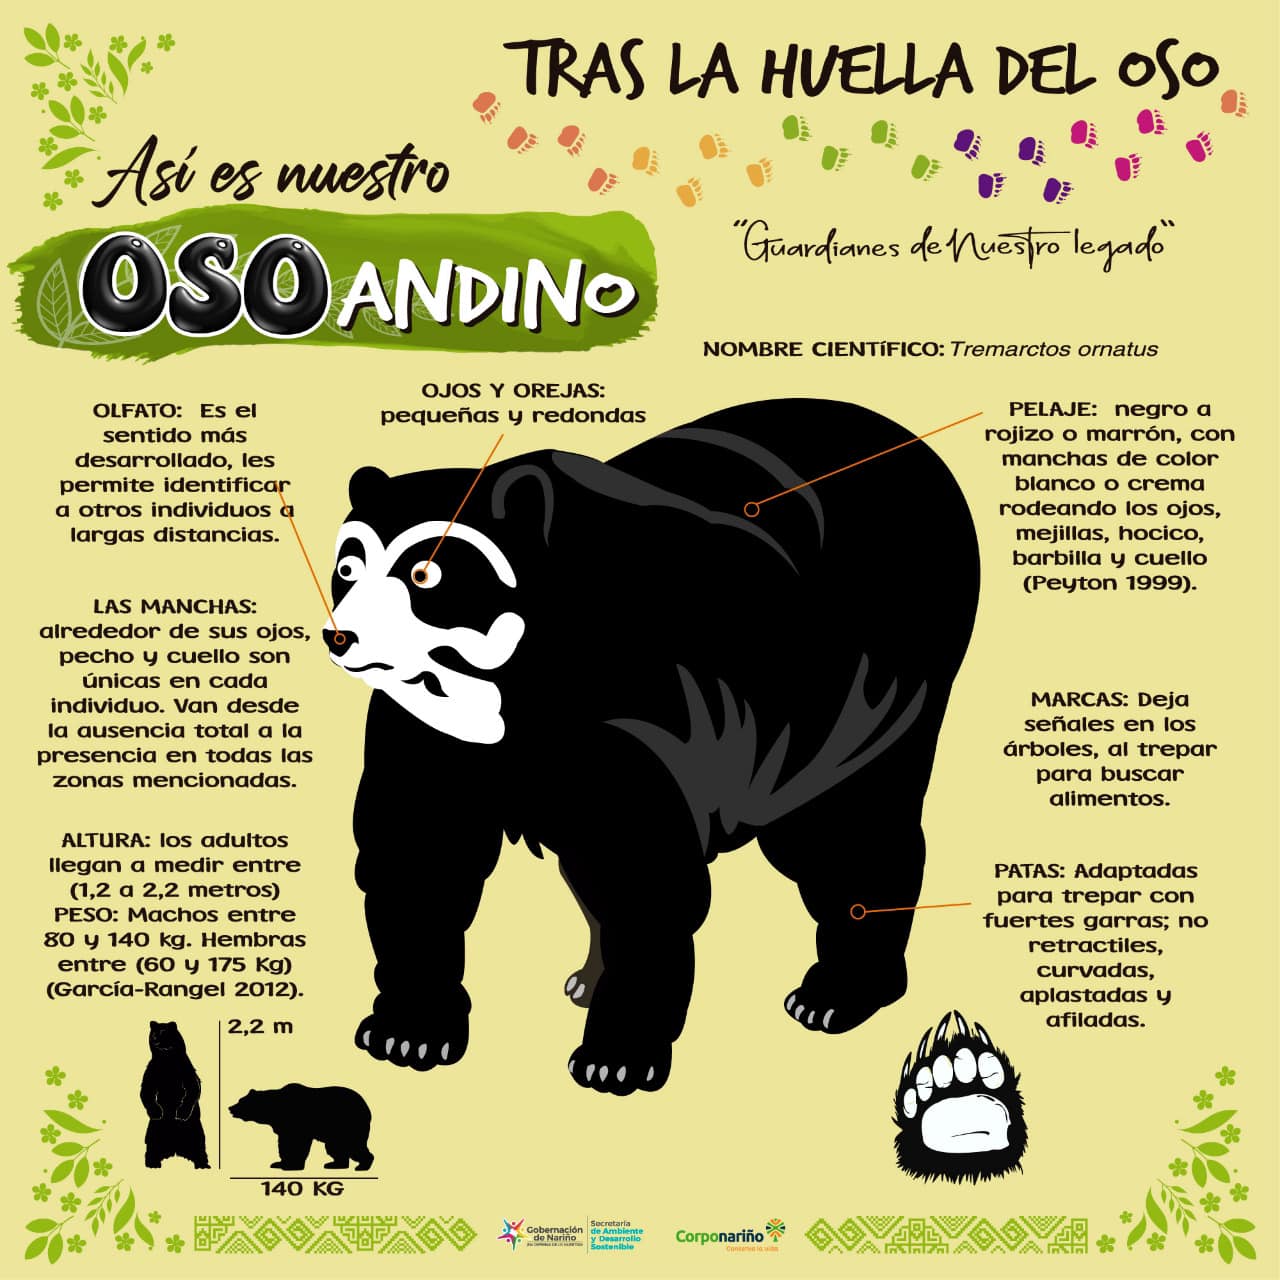 TRAS LA HUELLA DEL OSO
Así es nuestro
OSO ANDINO
"Guardianes de Nuestro legado"
NOMBRE CIENTÍFICO: Tremarctos ornatus
OLFATO: Es el
sentido más
desarrollado, les
permite identificar
a otros individuos a
largas distancias.
OJOS Y OREJAS:
pequeñas y redondas
PELAJE: negro a
rojizo o marrón, con
manchas de color
blanco o crema
rodeando los ojos,
mejillas, hocico,
barbilla y cuello
(Peyton 1999).
LAS MANCHAS:
alrededor de sus ojos,
pecho y cuello son
únicas en cada
individuo. Van desde
la ausencia total a la
presencia en todas las
zonas mencionadas.
MARCAS: Deja
señales en los
árboles, al trepar
para buscar
alimentos.
ALTURA: los adultos
llegan a medir entre
(1,2 a 2,2 metros)
PESO: Machos entre
80 y 140 kg. Hembras
entre (60 y 175 Kg)
(García-Rangel 2012).
PATAS: Adaptadas
para trepar con
fuertes garras; no
retractiles,
curvadas,
aplastadas y
afiladas.
2,2 m
140 KG
Gobernación
de Nariño
Secretaría
de Ambiente
y Desarrollo
Sostenible
Corponariño
Conserva la vida